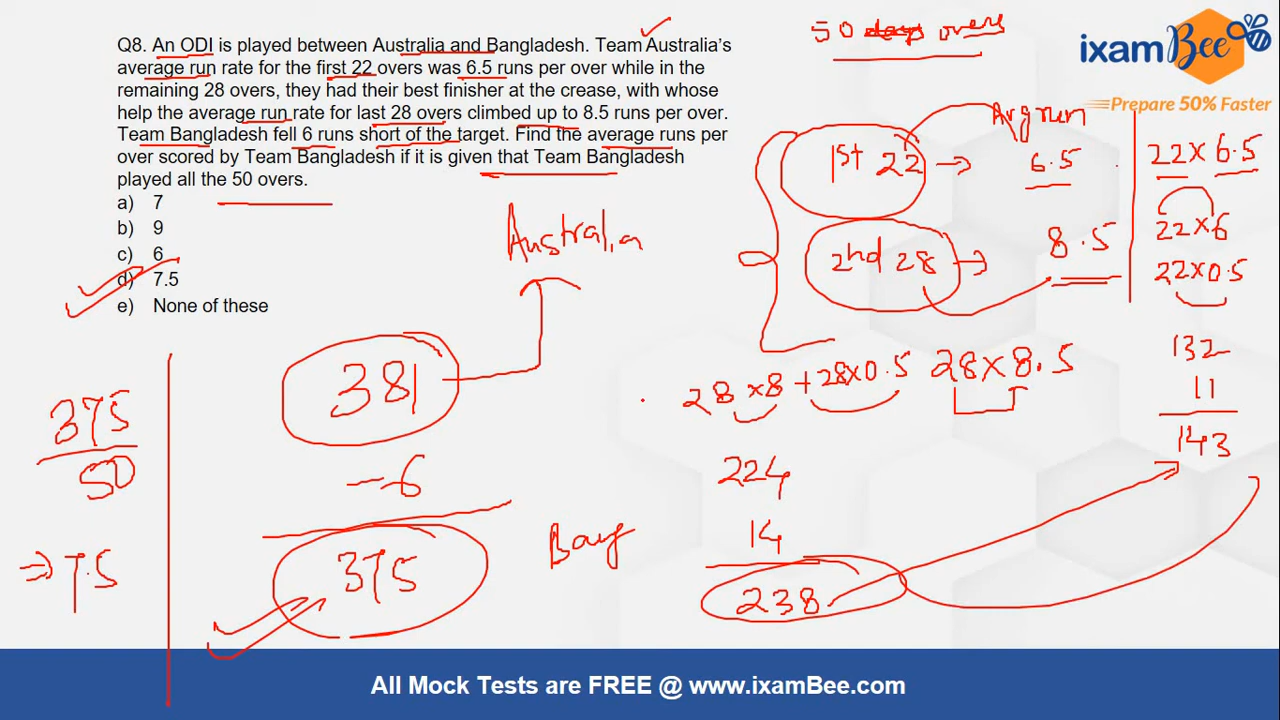 Q8. An ODI is played between Australia and Bangladesh. Team Australia's
average run rate for the first 22 overs was 6.5 runs per over while in the
remaining 28 overs, they had their best finisher at the crease, with whose
help the average run rate for last 28 overs climbed up to 8.5 runs per over.
Team Bangladesh fell 6 runs short of the target. Find the average runs per
over scored by Team Bangladesh if it is given that Team Bangladesh
played all the 50 overs.
a) 7
b) 9
c) 6
d) 7.5
e) None of these
50 days overs
ixamBee
Prepare 50% Faster
Avg run
1st 22 → 6.5
2nd 28 → 8.5
22×6.5
22×6
22×0.5
132
11
143
Australia
381
-6
375
Bang
28×8+28×0.5 28×8.5
224
14
238
375
50
⇒ 7.5
All Mock Tests are FREE @ www.ixamBee.com